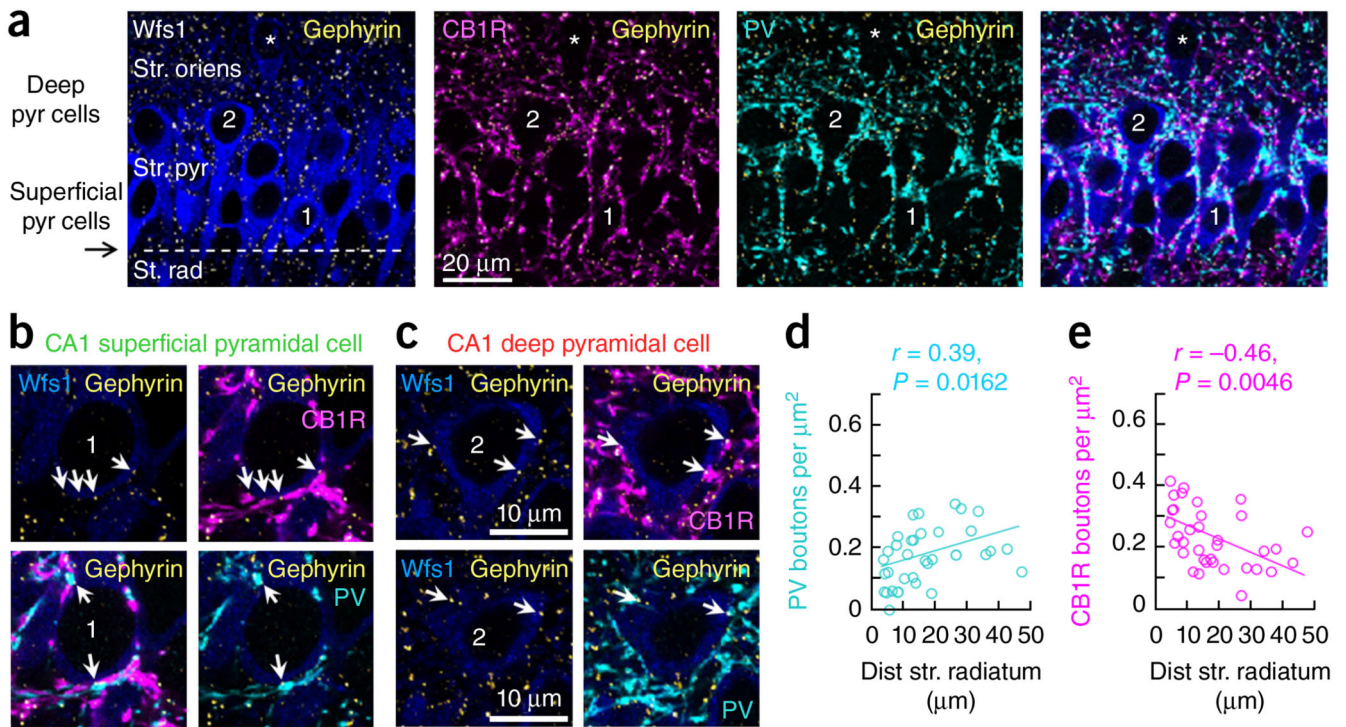 a
Deep
pyr cells
Superficial
pyr cells
Wfs1 Gephyrin
*
Str. oriens
2
Str. pyr
1
St. rad
CB1R Gephyrin
*
2
1
20 μm
PV Gephyrin
*
2
1
*
2
1
b
CA1 superficial pyramidal cell
Wfs1 Gephyrin
1
Gephyrin
CB1R
Gephyrin
1
Gephyrin
PV
c
CA1 deep pyramidal cell
Wfs1 Gephyrin
2
10 μm
Gephyrin
CB1R
Wfs1 Gephyrin
2
10 μm
Gephyrin
PV
d
r = 0.39,
P = 0.0162
PV boutons per μm²
0.6
0.4
0.2
0
0 10 20 30 40 50
Dist str. radiatum
(μm)
e
r = –0.46,
P = 0.0046
CB1R boutons per μm²
0.6
0.4
0.2
0
0 10 20 30 40 50
Dist str. radiatum
(μm)